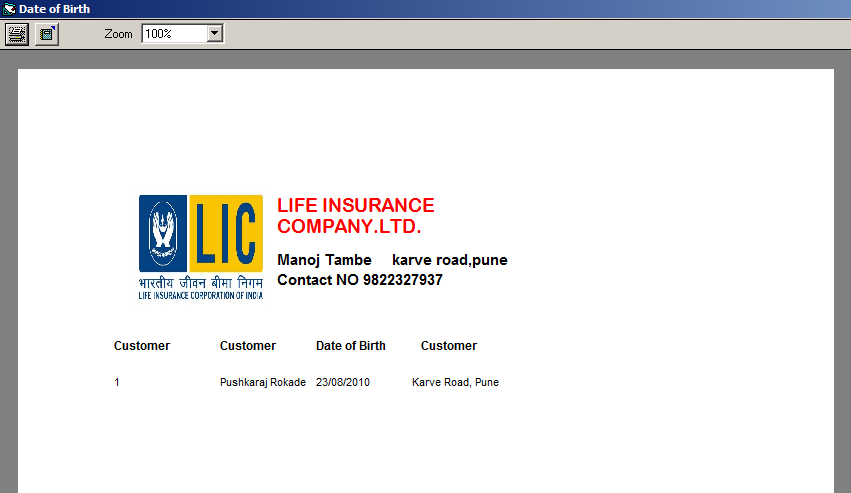 Date of Birth
Zoom 100%
LIC
LIFE INSURANCE
COMPANY.LTD.
Manoj Tambe karve road,pune
Contact NO 9822327937
भारतीय जीवन बीमा निगम
LIFE INSURANCE CORPORATION OF INDIA
Customer Customer Date of Birth Customer
1 Pushkaraj Rokade 23/08/2010 Karve Road, Pune